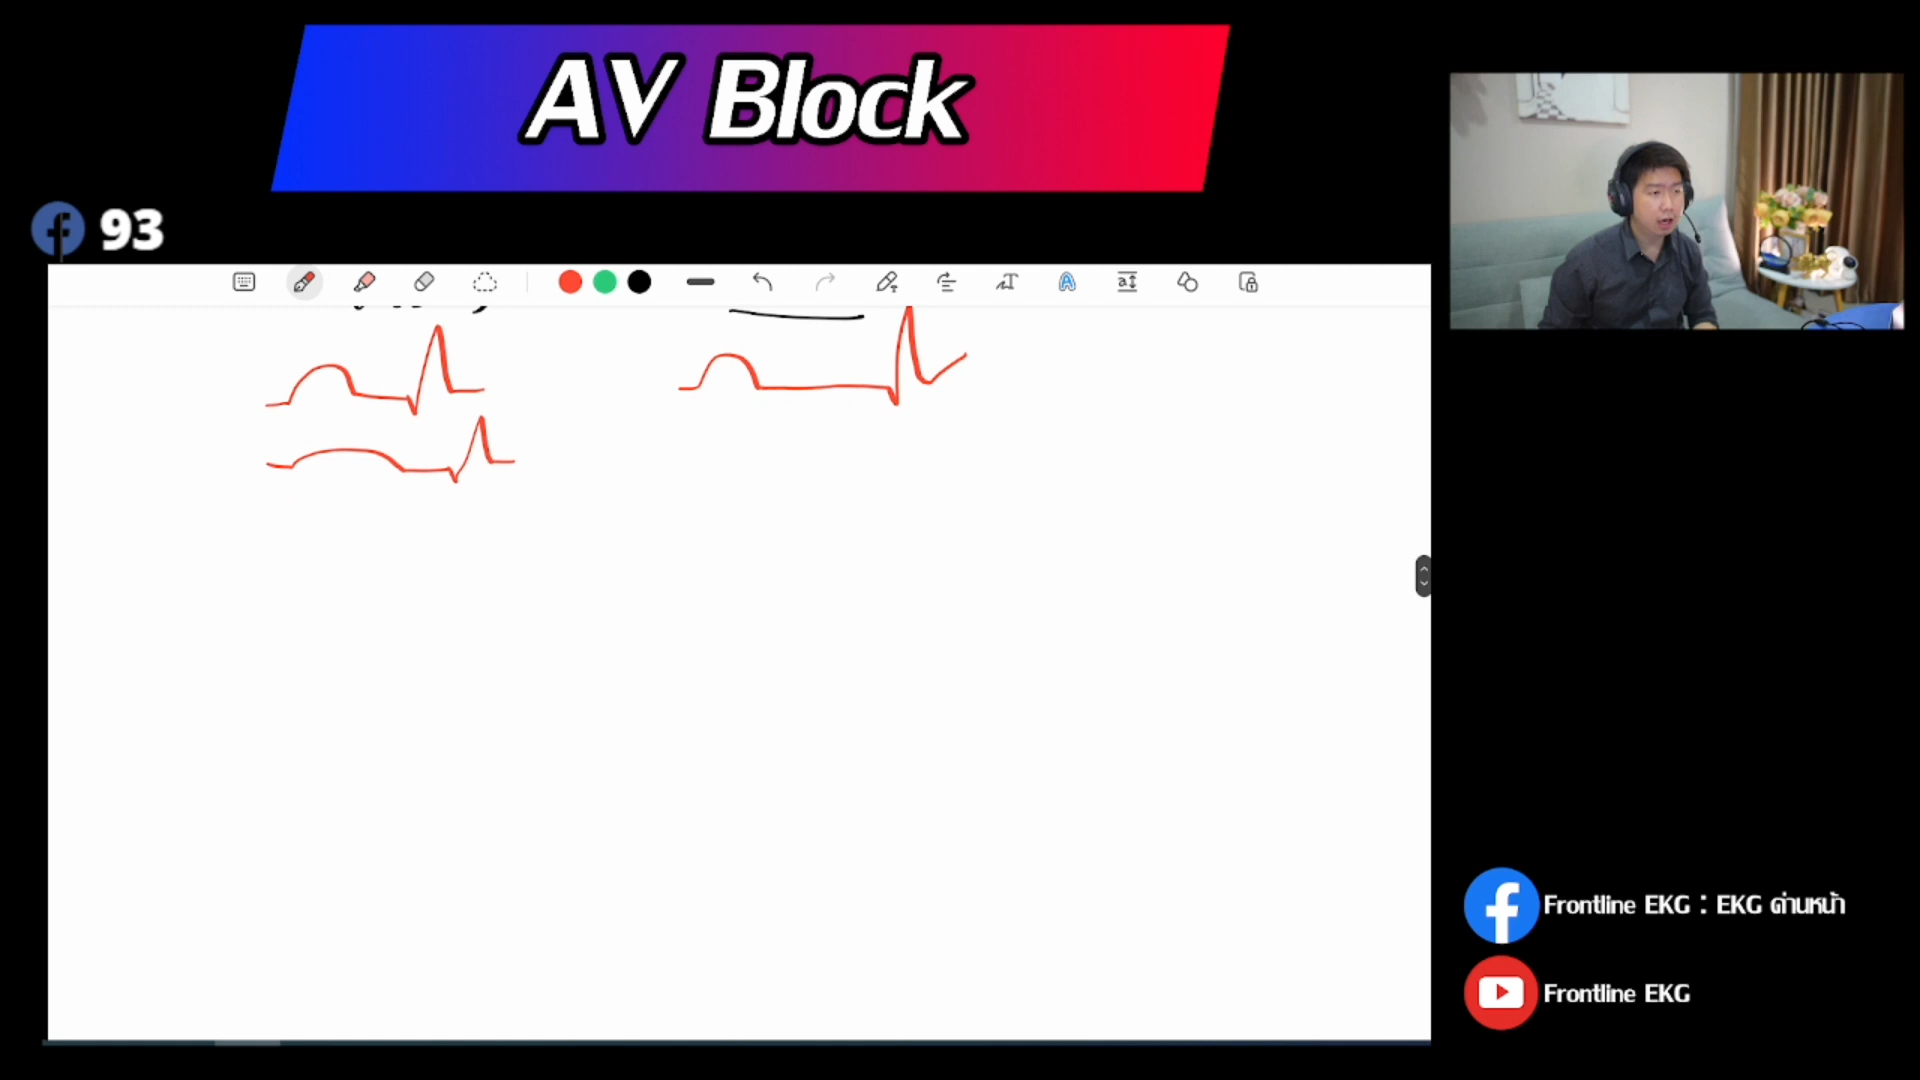 AV Block
93
Frontline EKG : EKG ด่านหน้า
Frontline EKG